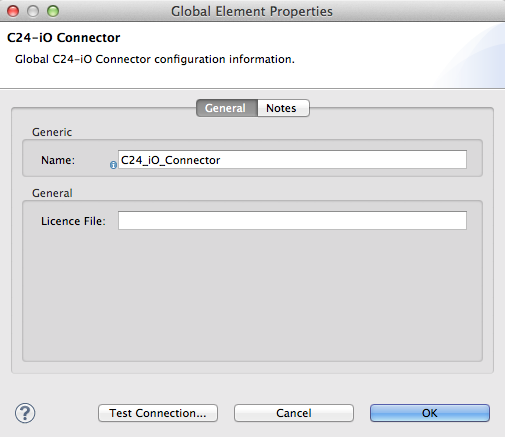 Global Element Properties
C24-iO Connector
Global C24-iO Connector configuration information.
General Notes
Generic
Name: C24_iO_Connector
General
Licence File:
? Test Connection... Cancel OK